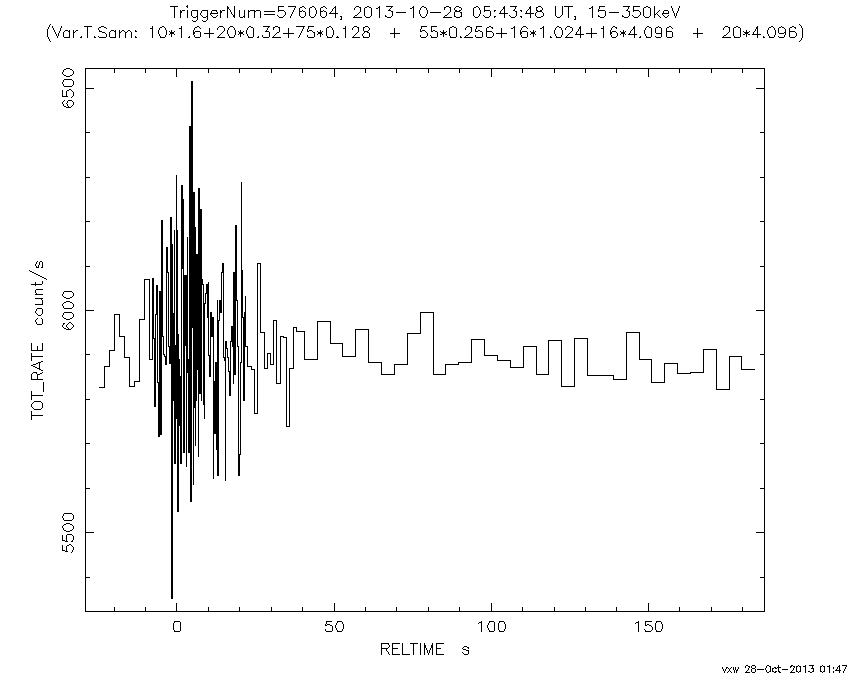 TriggerNum=576064, 2013-10-28 05:43:48 UT, 15-350keV
(Var.T.Sam: 10*1.6+20*0.32+75*0.128 + 55*0.256+16*1.024+16*4.096 + 20*4.096)
6500
6000
5500
TOT_RATE count/s
0 50 100 150
RELTIME s
vxw 28-Oct-2013 01:47